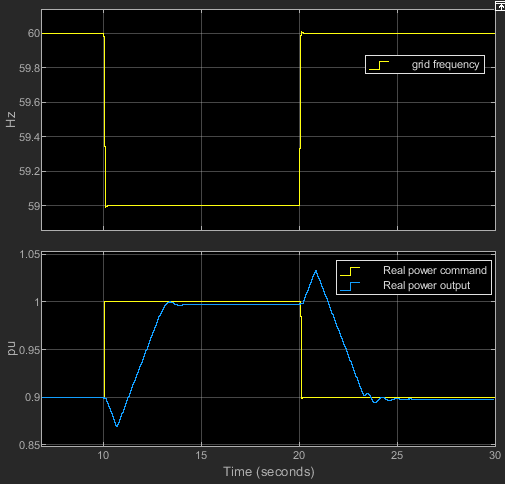 60
59.8
59.6
59.4
59.2
59
Hz
grid frequency
1.05
1
0.95
0.9
0.85
pu
Real power command
Real power output
10
15
20
25
30
Time (seconds)